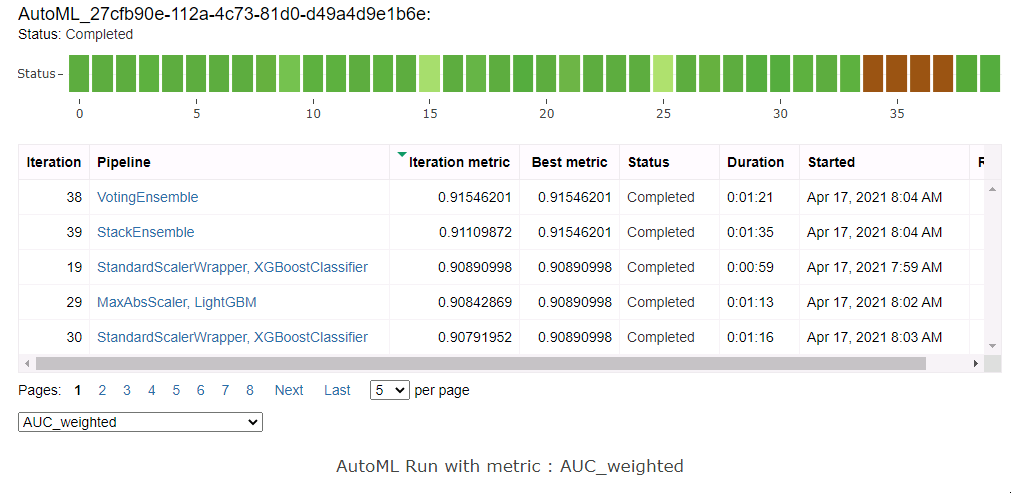 AutoML_27cfb90e-112a-4c73-81d0-d49a4d9e1b6e:
Status: Completed
Status
0 5 10 15 20 25 30 35
Iteration Pipeline Iteration metric Best metric Status Duration Started
38 VotingEnsemble 0.91546201 0.91546201 Completed 0:01:21 Apr 17, 2021 8:04 AM
39 StackEnsemble 0.91109872 0.91546201 Completed 0:01:35 Apr 17, 2021 8:04 AM
19 StandardScalerWrapper, XGBoostClassifier 0.90890998 0.90890998 Completed 0:00:59 Apr 17, 2021 7:59 AM
29 MaxAbsScaler, LightGBM 0.90842869 0.90890998 Completed 0:01:13 Apr 17, 2021 8:02 AM
30 StandardScalerWrapper, XGBoostClassifier 0.90791952 0.90890998 Completed 0:01:16 Apr 17, 2021 8:03 AM
Pages: 1 2 3 4 5 6 7 8 Next Last 5 per page
AUC_weighted
AutoML Run with metric : AUC_weighted